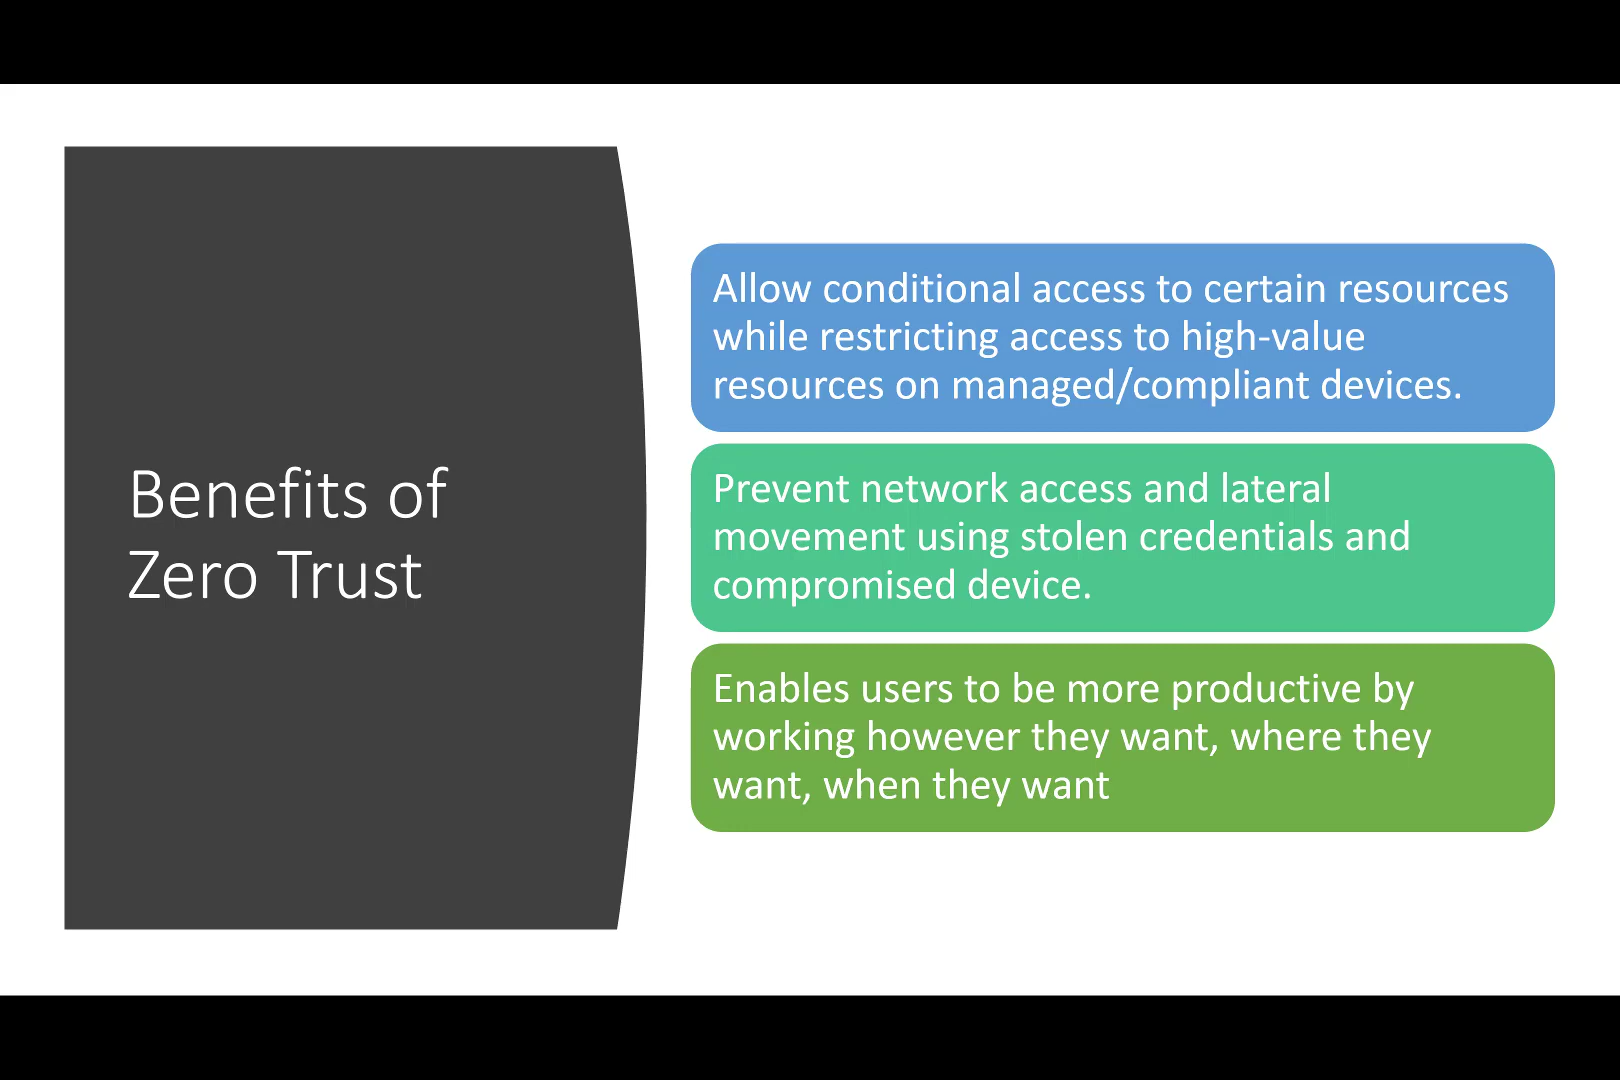 Benefits of
Zero Trust
Allow conditional access to certain resources
while restricting access to high-value
resources on managed/compliant devices.
Prevent network access and lateral
movement using stolen credentials and
compromised device.
Enables users to be more productive by
working however they want, where they
want, when they want